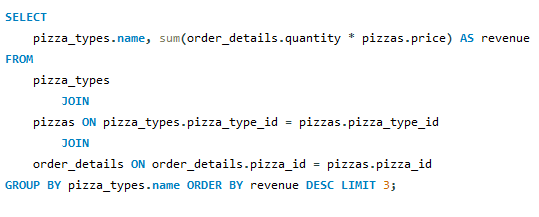 SELECT
pizza_types.name, sum(order_details.quantity * pizzas.price) AS revenue
FROM
pizza_types
JOIN
pizzas ON pizza_types.pizza_type_id = pizzas.pizza_type_id
JOIN
order_details ON order_details.pizza_id = pizzas.pizza_id
GROUP BY pizza_types.name ORDER BY revenue DESC LIMIT 3;